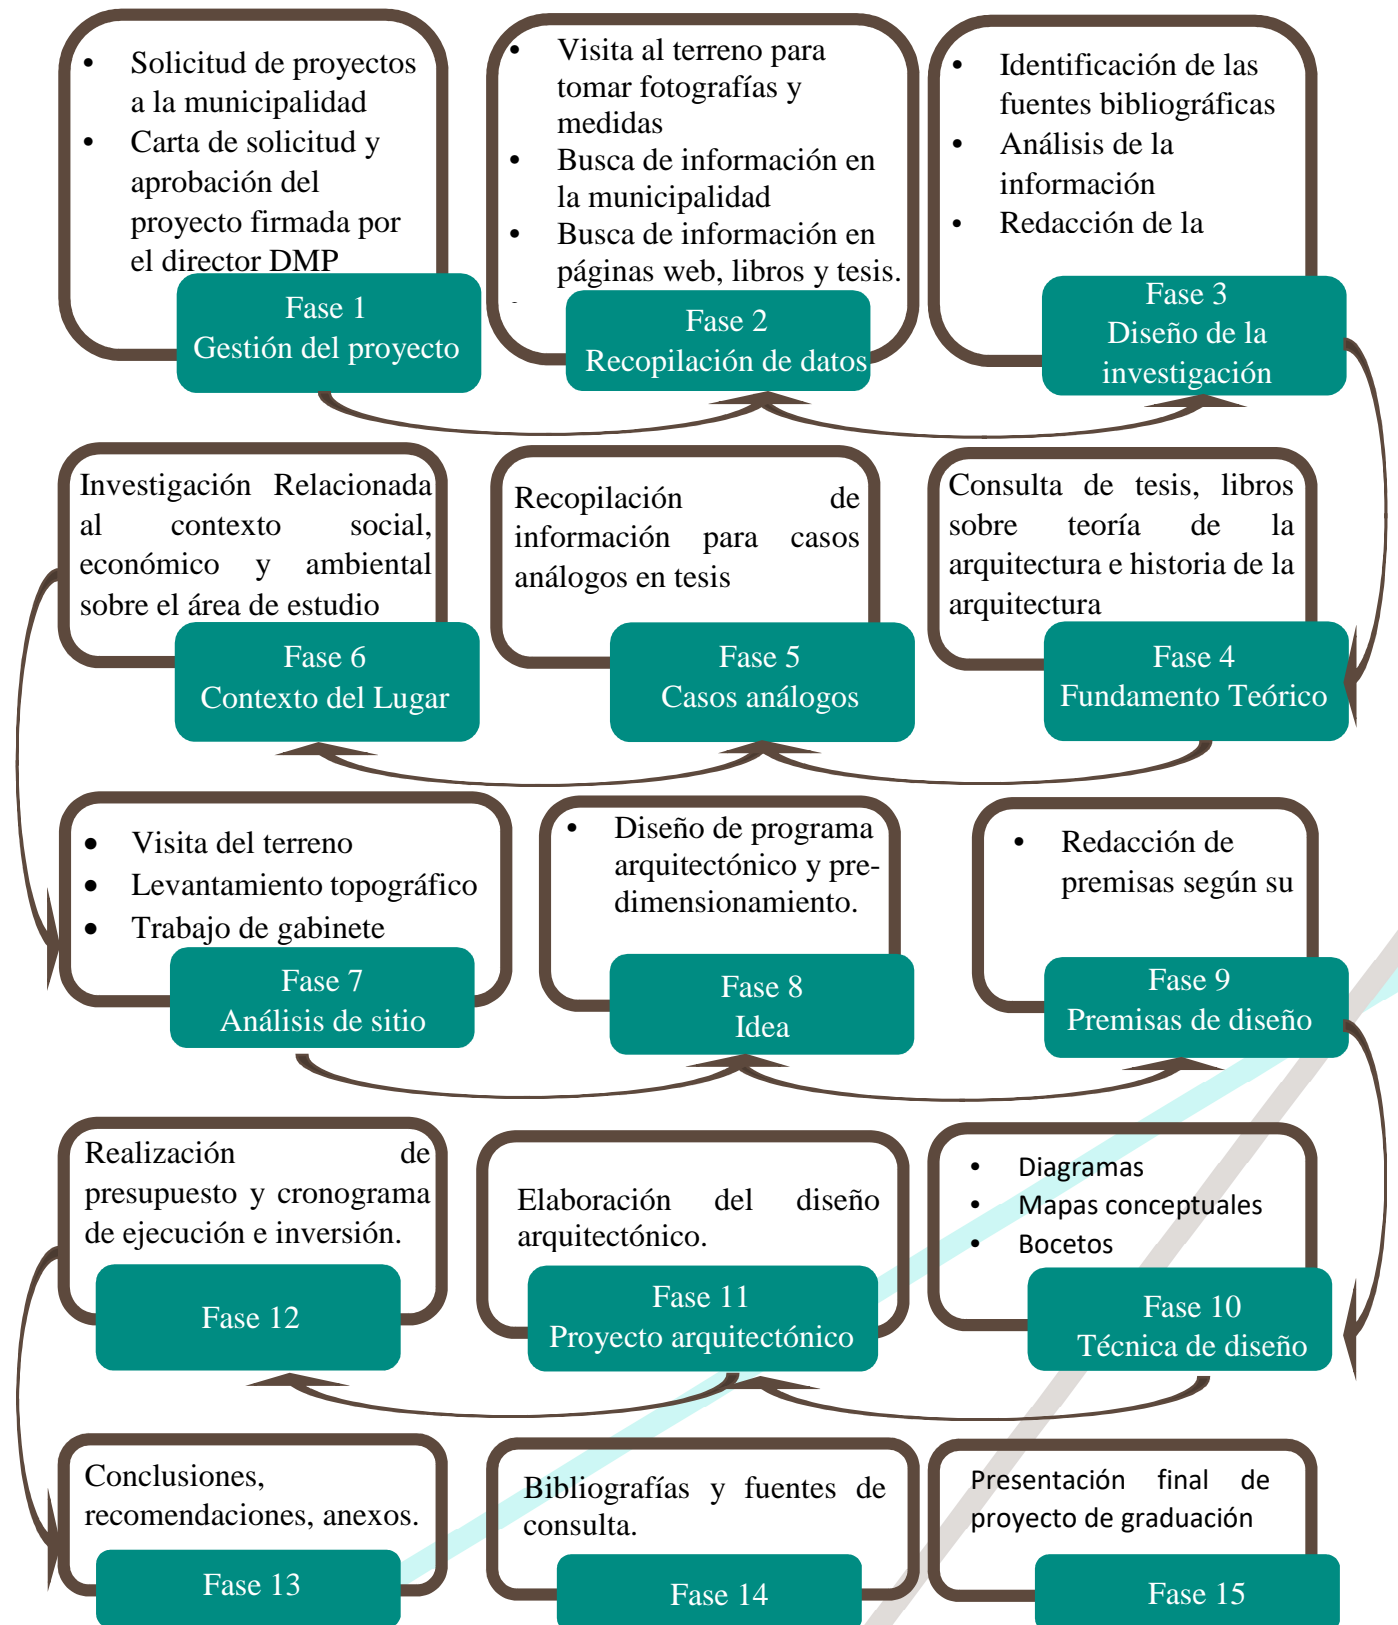 • Solicitud de proyectos
a la municipalidad
• Carta de solicitud y
aprobación del
proyecto firmada por
el director DMP
Fase 1
Gestión del proyecto
• Visita al terreno para
tomar fotografías y
medidas
• Busca de información en
la municipalidad
• Busca de información en
páginas web, libros y tesis.
Fase 2
Recopilación de datos
• Identificación de las
fuentes bibliográficas
• Análisis de la
información
• Redacción de la
Fase 3
Diseño de la
investigación
Investigación Relacionada
al contexto social,
económico y ambiental
sobre el área de estudio
Fase 6
Contexto del Lugar
Recopilación de
información para casos
análogos en tesis
Fase 5
Casos análogos
Consulta de tesis, libros
sobre teoría de la
arquitectura e historia de la
arquitectura
Fase 4
Fundamento Teórico
• Visita del terreno
• Levantamiento topográfico
• Trabajo de gabinete
Fase 7
Análisis de sitio
• Diseño de programa
arquitectónico y pre-
dimensionamiento.
Fase 8
Idea
• Redacción de
premisas según su
Fase 9
Premisas de diseño
Realización de
presupuesto y cronograma
de ejecución e inversión.
Fase 12
Elaboración del diseño
arquitectónico.
Fase 11
Proyecto arquitectónico
• Diagramas
• Mapas conceptuales
• Bocetos
Fase 10
Técnica de diseño
Conclusiones,
recomendaciones, anexos.
Fase 13
Bibliografías y fuentes de
consulta.
Fase 14
Presentación final de
proyecto de graduación
Fase 15